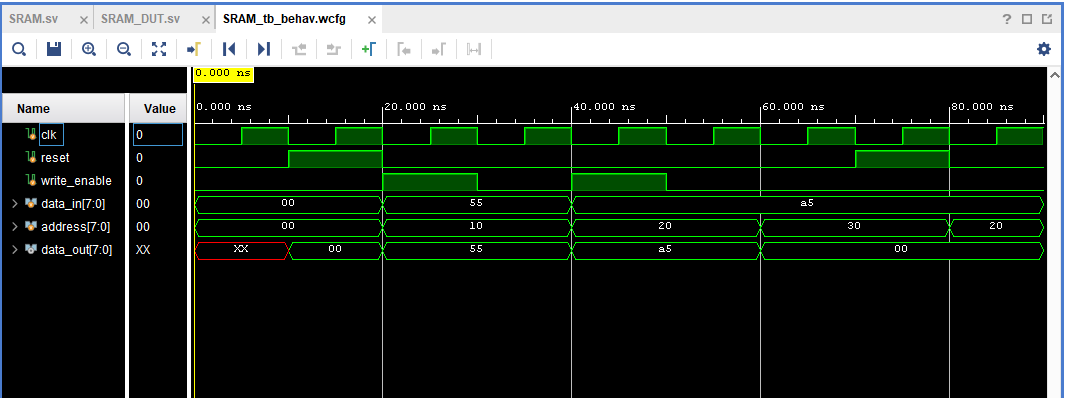 SRAM.sv × SRAM_DUT.sv × SRAM_tb_behav.wcfg × ?
0.000 ns
Name Value
0.000 ns 20.000 ns 40.000 ns 60.000 ns 80.000 ns
clk 0
reset 0
write_enable 0
data_in[7:0] 00 00 55 a5
address[7:0] 00 00 10 20 30 20
data_out[7:0] XX XX 00 55 a5 00